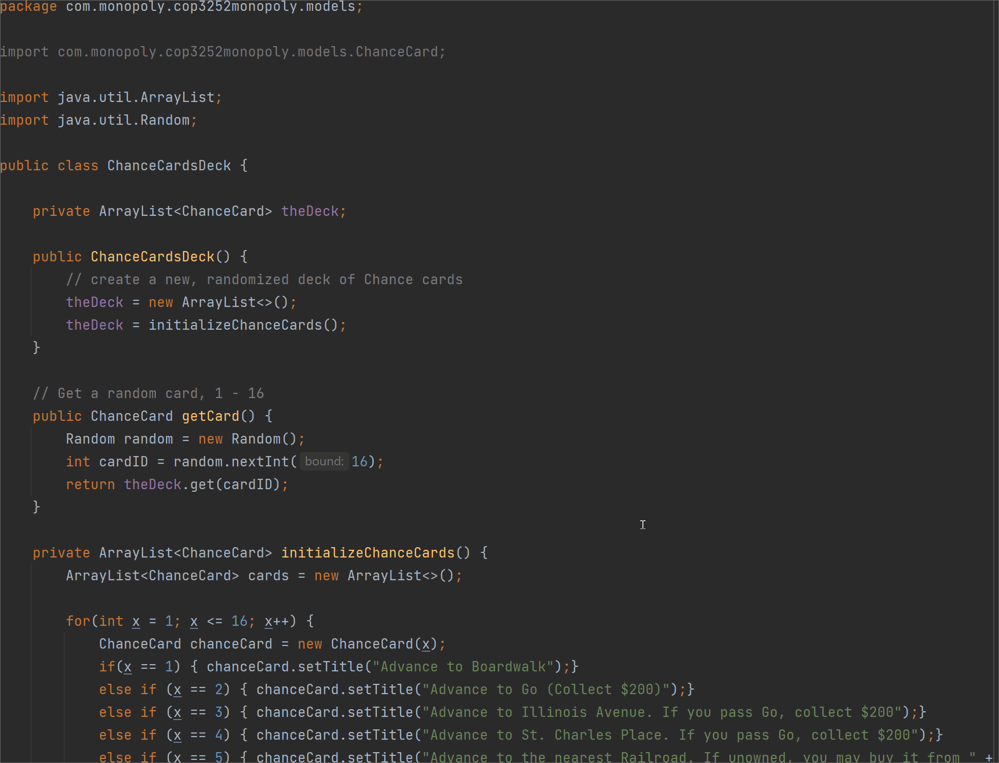 package com.monopoly.cop3252monopoly.models;
import com.monopoly.cop3252monopoly.models.ChanceCard;
import java.util.ArrayList;
import java.util.Random;
public class ChanceCardsDeck {
private ArrayList<ChanceCard> theDeck;
public ChanceCardsDeck() {
// create a new, randomized deck of Chance cards
theDeck = new ArrayList<>();
theDeck = initializeChanceCards();
}
// Get a random card, 1 - 16
public ChanceCard getCard() {
Random random = new Random();
int cardID = random.nextInt( bound: 16);
return theDeck.get(cardID);
}
private ArrayList<ChanceCard> initializeChanceCards() {
ArrayList<ChanceCard> cards = new ArrayList<>();
for(int x = 1; x <= 16; x++) {
ChanceCard chanceCard = new ChanceCard(x);
if(x == 1) { chanceCard.setTitle("Advance to Boardwalk");}
else if (x == 2) { chanceCard.setTitle("Advance to Go (Collect $200)");}
else if (x == 3) { chanceCard.setTitle("Advance to Illinois Avenue. If you pass Go, collect $200");}
else if (x == 4) { chanceCard.setTitle("Advance to St. Charles Place. If you pass Go, collect $200");}
else if (x == 5) { chanceCard.setTitle("Advance to the nearest Railroad. If unowned, you may buy it from " +